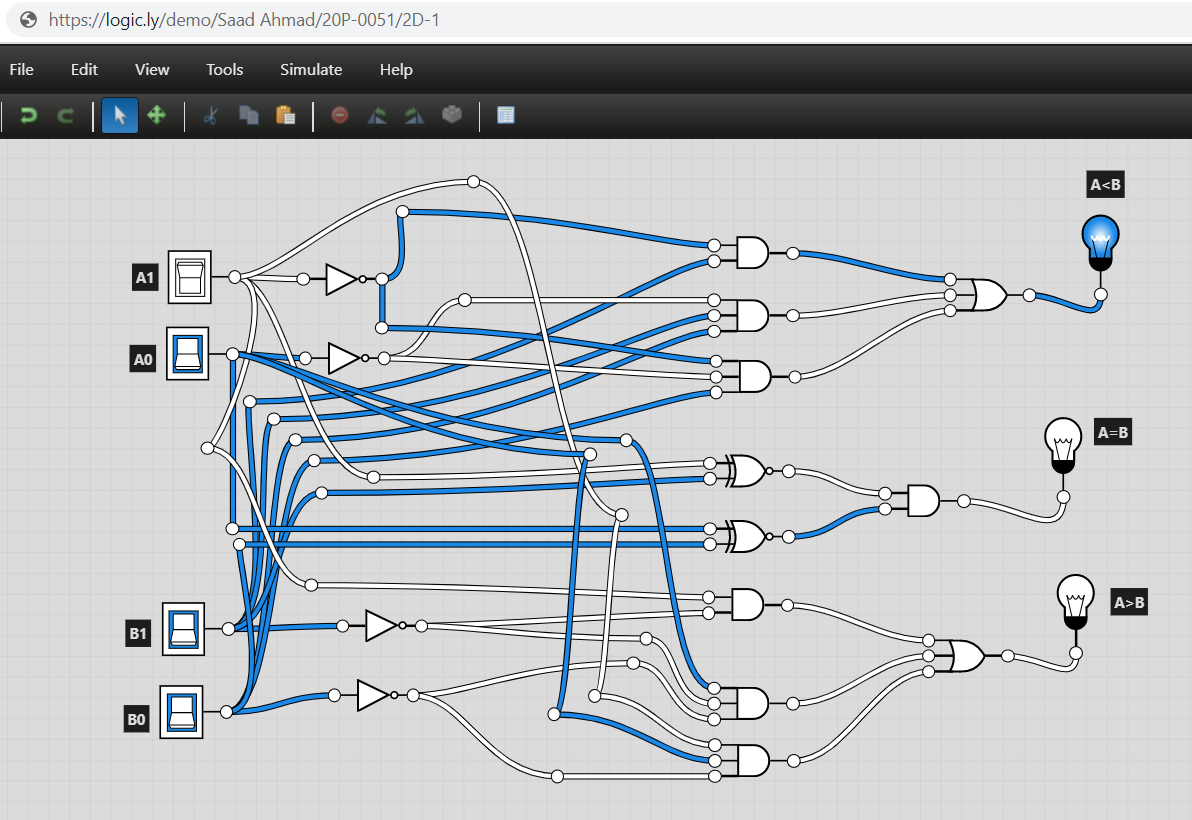 https://logic.ly/demo/Saad Ahmad/20P-0051/2D-1
File Edit View Tools Simulate Help
A<B
A1
A0
A=B
A>B
B1
B0